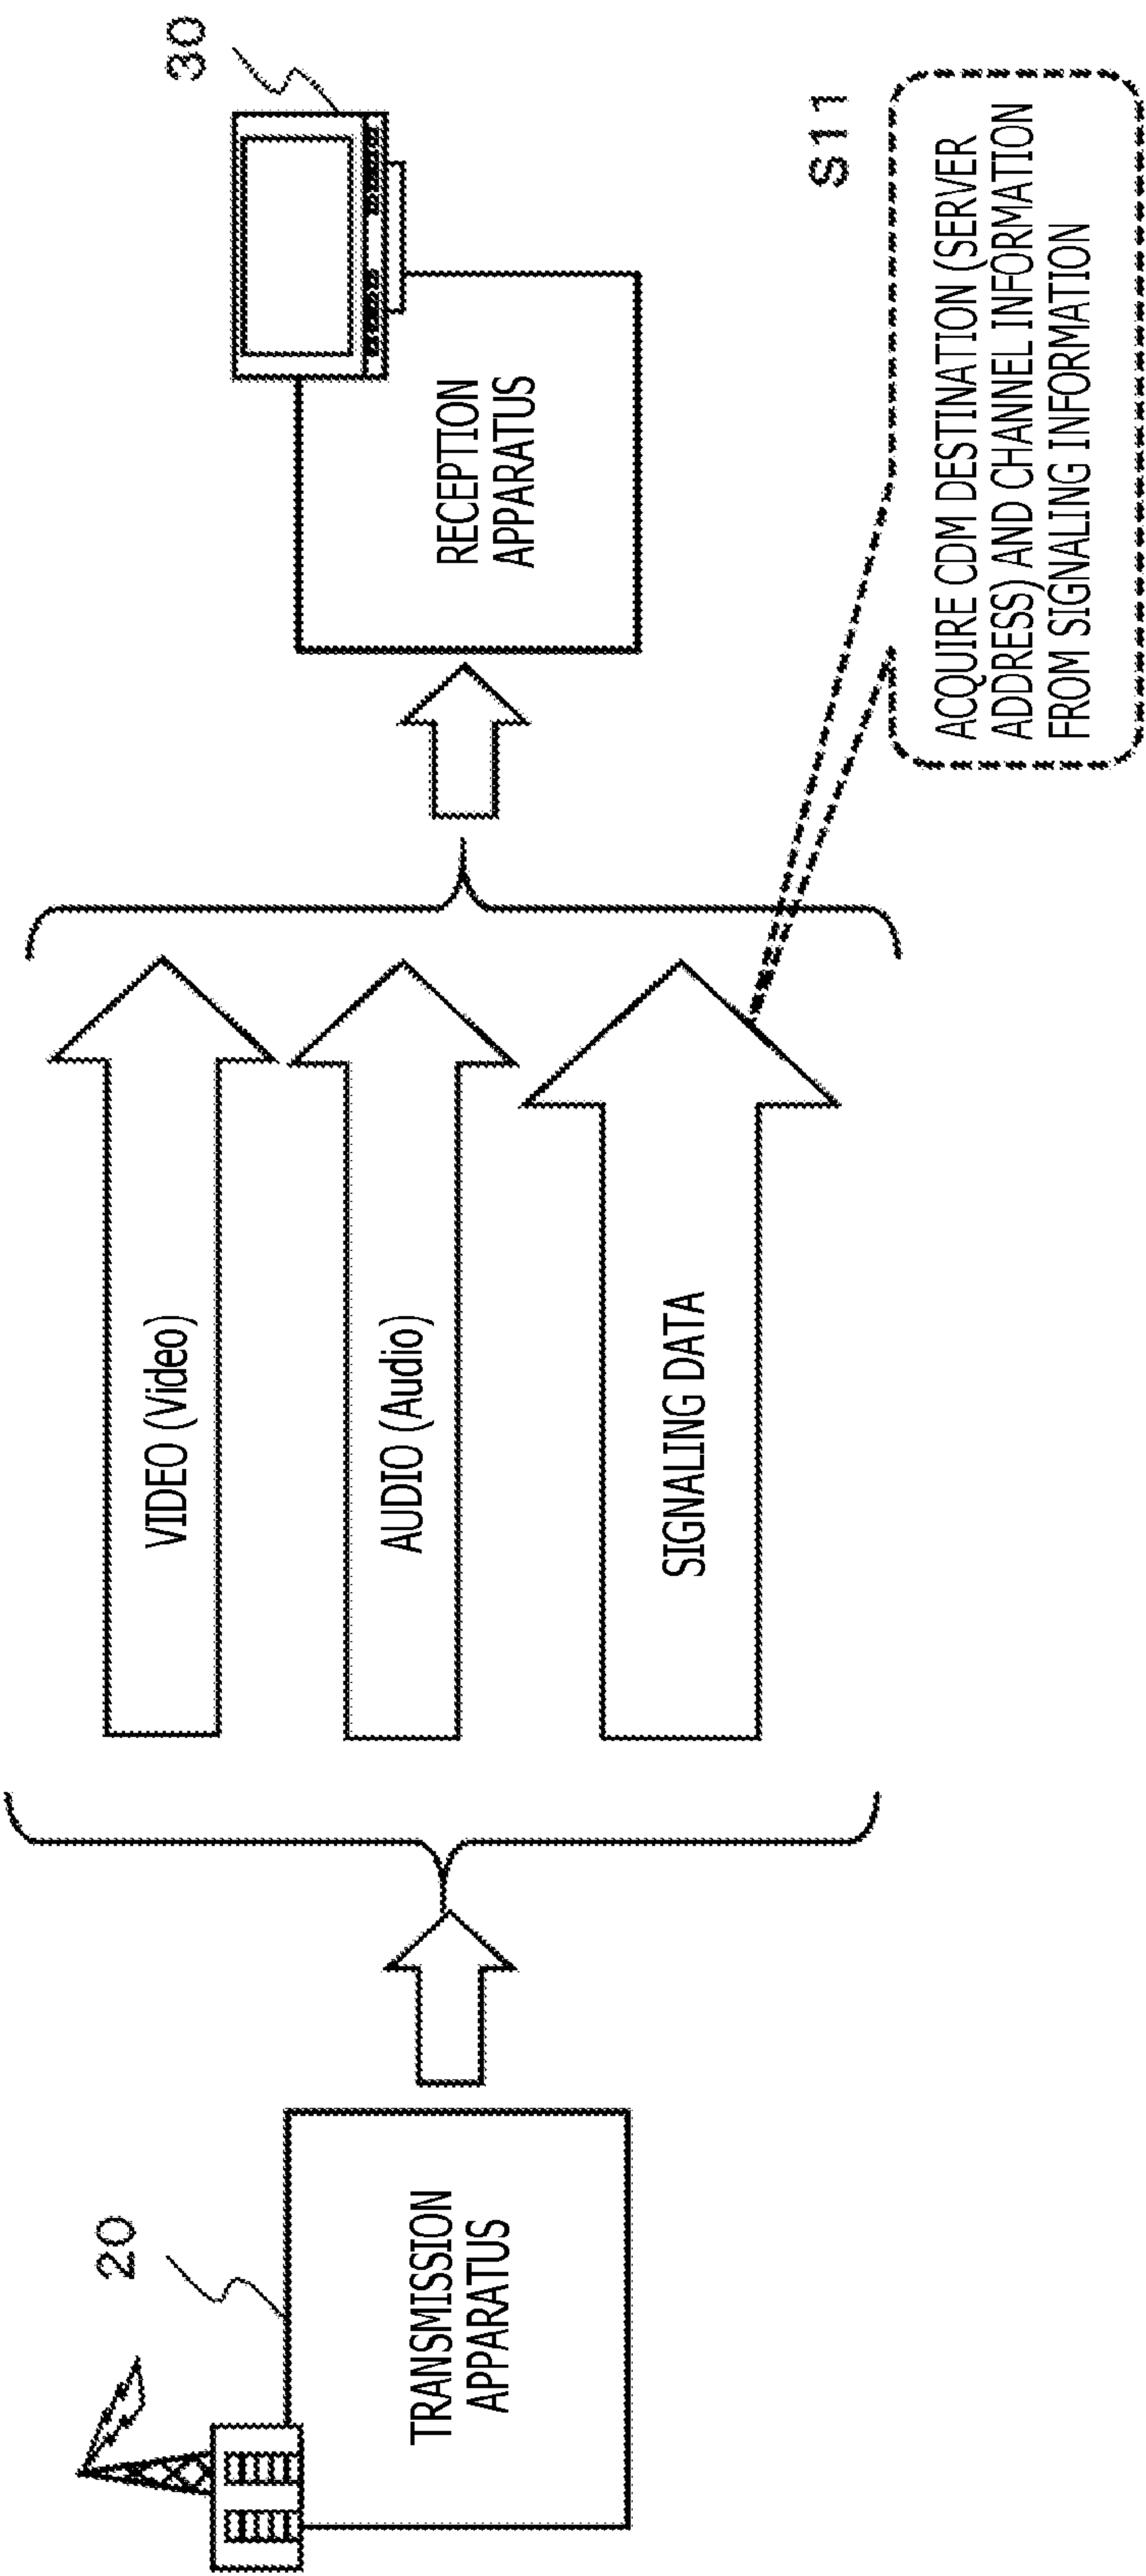 20
TRANSMISSION
APPARATUS
VIDEO (Video)
AUDIO (Audio)
SIGNALING DATA
30
RECEPTION
APPARATUS
S11
ACQUIRE CDM DESTINATION (SERVER
ADDRESS) AND CHANNEL INFORMATION
FROM SIGNALING INFORMATION